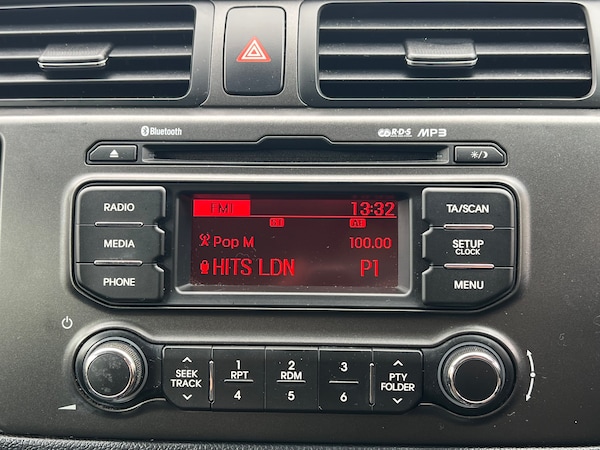 Bluetooth
R·D·S MP3
RADIO
MEDIA
PHONE
FM1 13:32
Pop M 100.00
HITS LDN P1
TA/SCAN
SETUP
CLOCK
MENU
SEEK
TRACK
1
RPT
4
2
RDM
5
3
6
PTY
FOLDER